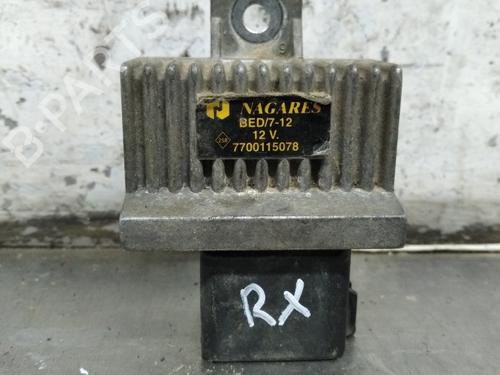 NAGARES
BED/7-12
12 V.
7700115078
RX
B-PARTS